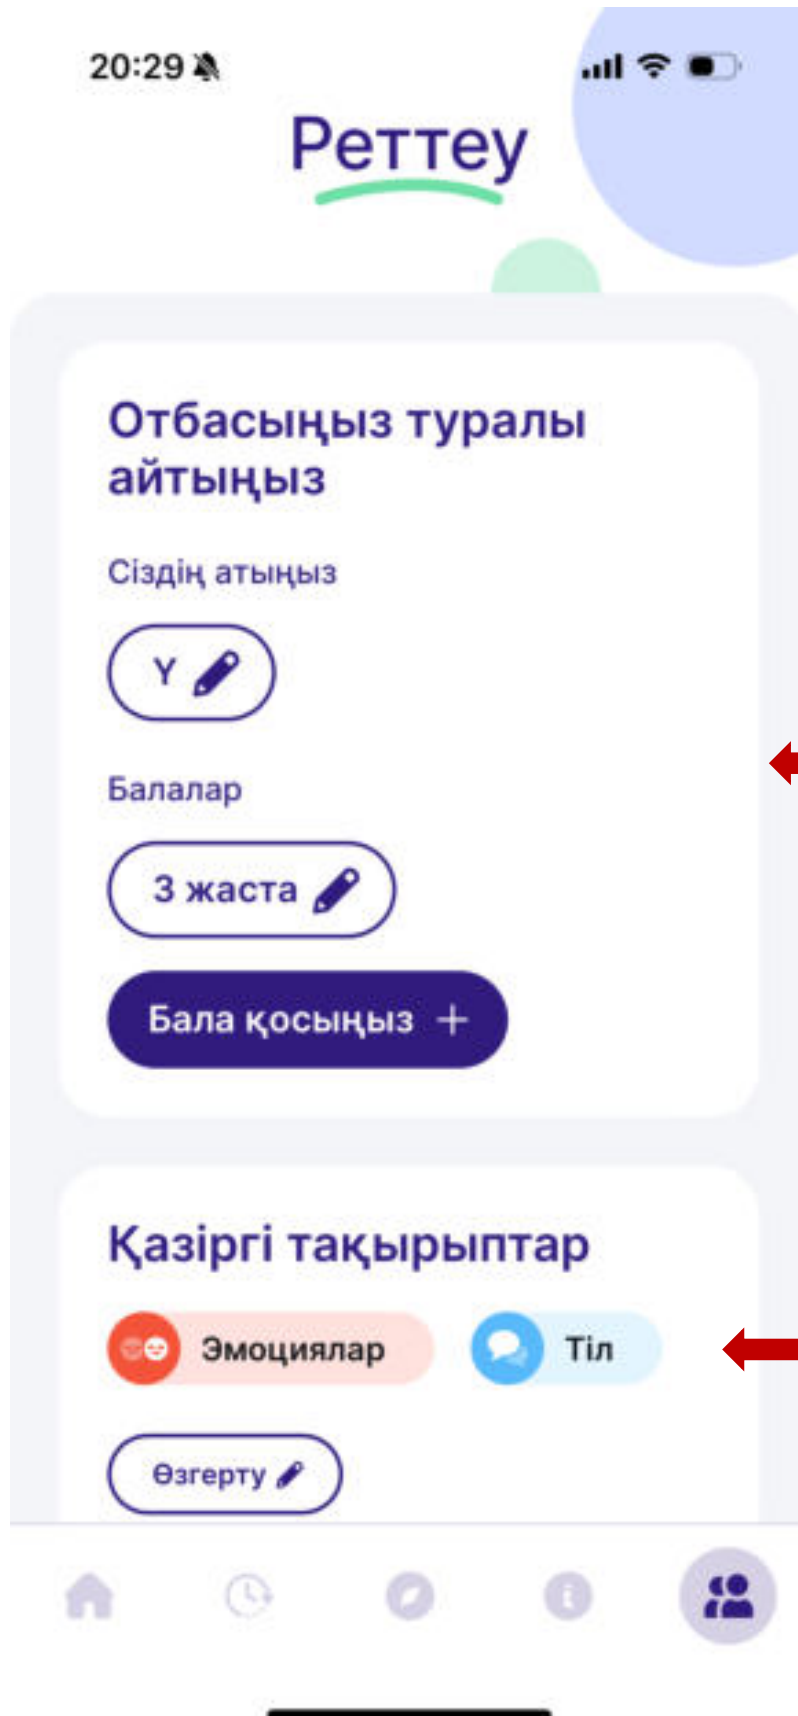 20:29
Реттеу
Отбасыңыз туралы
айтыңыз
Сіздің атыңыз
Y
Балалар
3 жаста
Бала қосыңыз +
Қазіргі тақырыптар
Эмоциялар
Тіл
Өзгерту